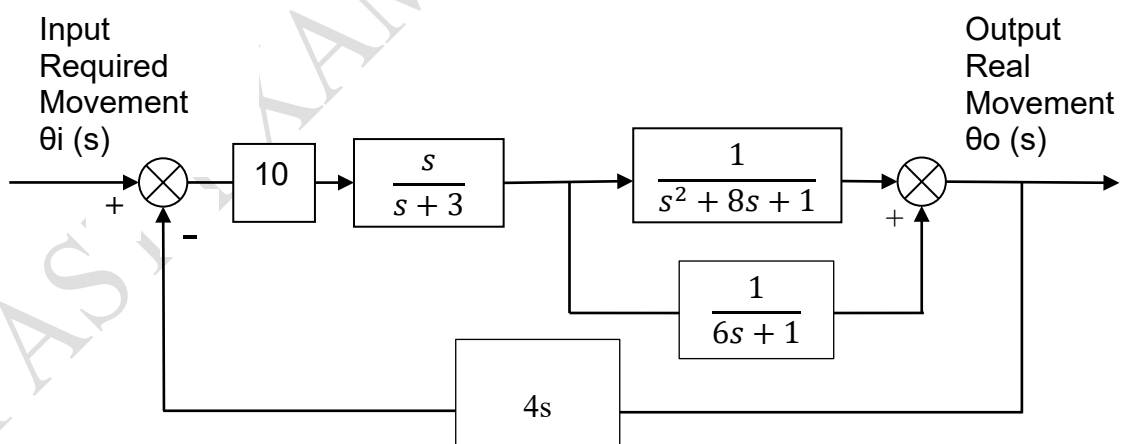 Input
Required
Movement
θi (s)
Output
Real
Movement
θo (s)
+
-
10
s
s + 3
1
s² + 8s + 1
+
1
6s + 1
4s